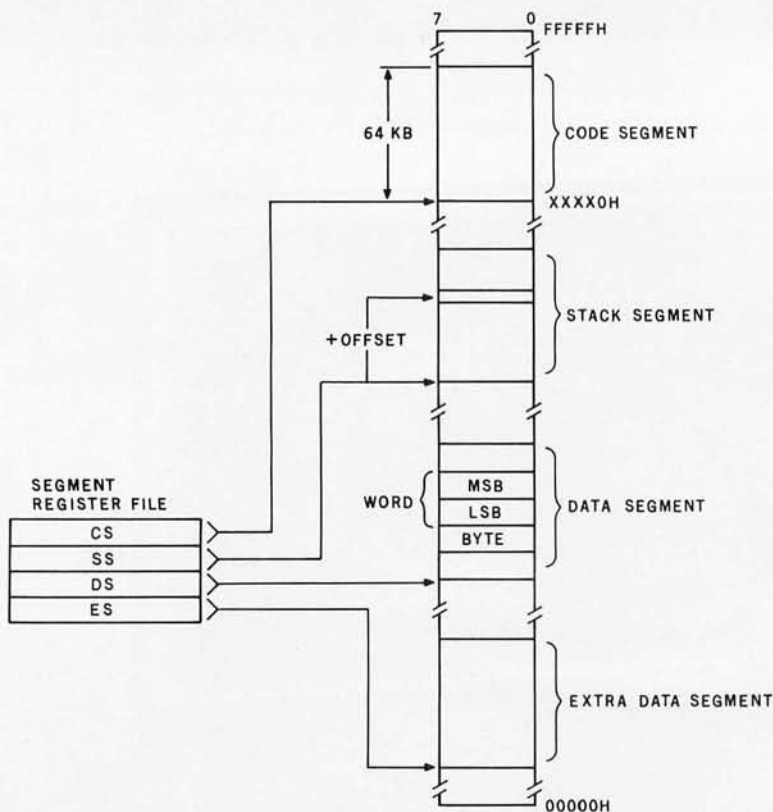 7 0
FFFFFH
64 KB
CODE SEGMENT
XXXX0H
STACK SEGMENT
+OFFSET
SEGMENT
REGISTER FILE
CS
SS
DS
ES
WORD
MSB
LSB
BYTE
DATA SEGMENT
EXTRA DATA SEGMENT
00000H